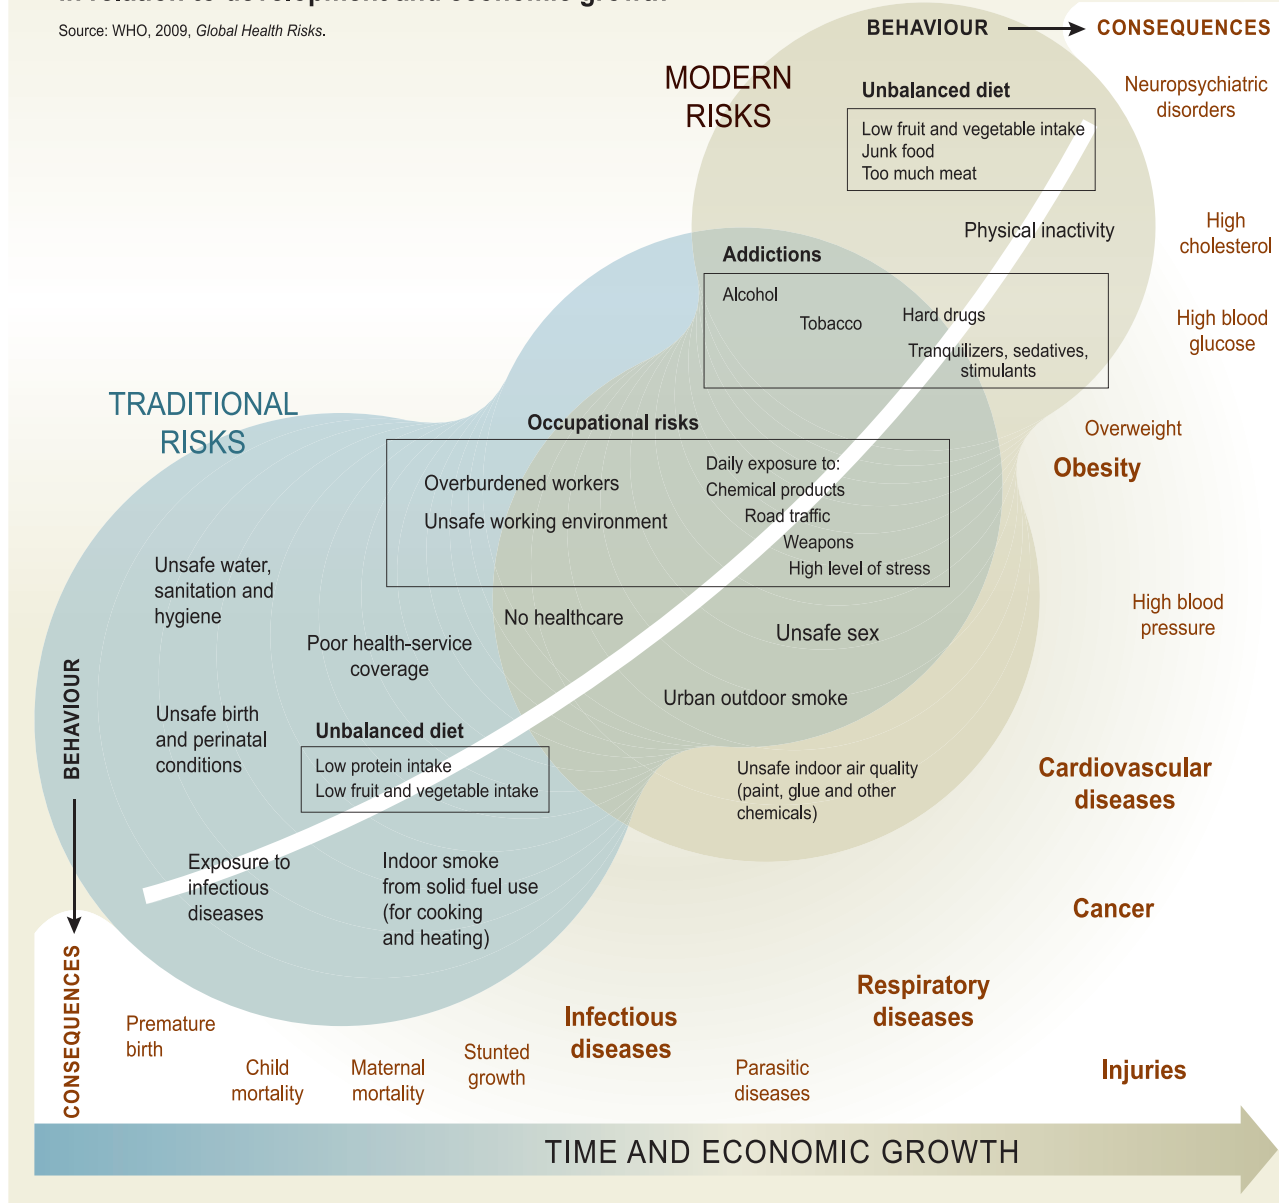 in relation to development and economic growth
Source: WHO, 2009, Global Health Risks.
BEHAVIOUR
CONSEQUENCES
MODERN
RISKS
Unbalanced diet
Low fruit and vegetable intake
Junk food
Too much meat
Neuropsychiatric
disorders
Physical inactivity
High
cholesterol
Addictions
Alcohol
Tobacco
Hard drugs
Tranquilizers, sedatives,
stimulants
High blood
glucose
TRADITIONAL
RISKS
Occupational risks
Overburdened workers
Unsafe working environment
Daily exposure to:
Chemical products
Road traffic
Weapons
High level of stress
Overweight
Obesity
Unsafe water,
sanitation and
hygiene
No healthcare
Poor health-service
coverage
Unsafe sex
High blood
pressure
Urban outdoor smoke
BEHAVIOUR
Unsafe birth
and perinatal
conditions
Unbalanced diet
Low protein intake
Low fruit and vegetable intake
Unsafe indoor air quality
(paint, glue and other
chemicals)
Cardiovascular
diseases
Exposure to
infectious
diseases
Indoor smoke
from solid fuel use
(for cooking
and heating)
Cancer
CONSEQUENCES
Premature
birth
Child
mortality
Maternal
mortality
Stunted
growth
Infectious
diseases
Parasitic
diseases
Respiratory
diseases
Injuries
TIME AND ECONOMIC GROWTH